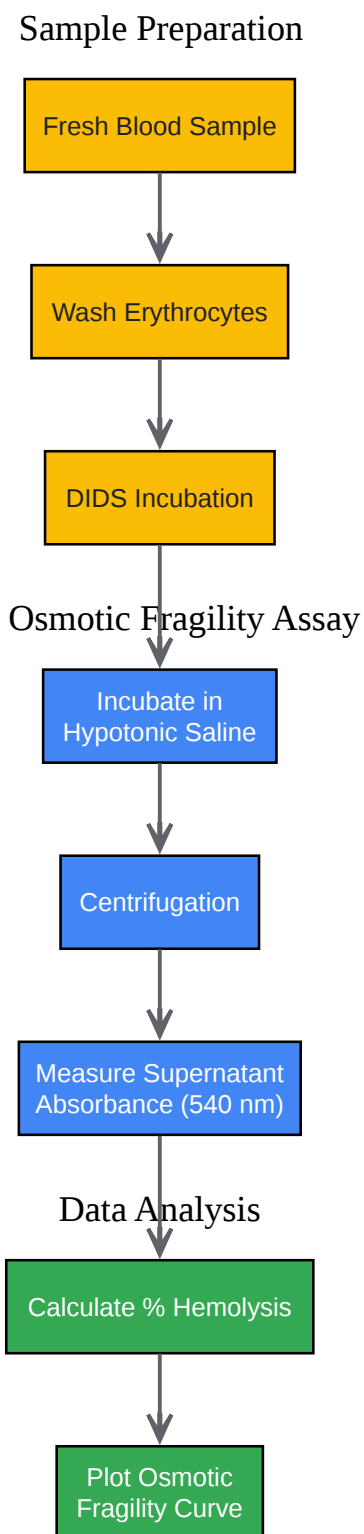 Sample Preparation
Fresh Blood Sample
Wash Erythrocytes
DIDS Incubation
Osmotic Fragility Assay
Incubate in
Hypotonic Saline
Centrifugation
Measure Supernatant
Absorbance (540 nm)
Data Analysis
Calculate % Hemolysis
Plot Osmotic
Fragility Curve